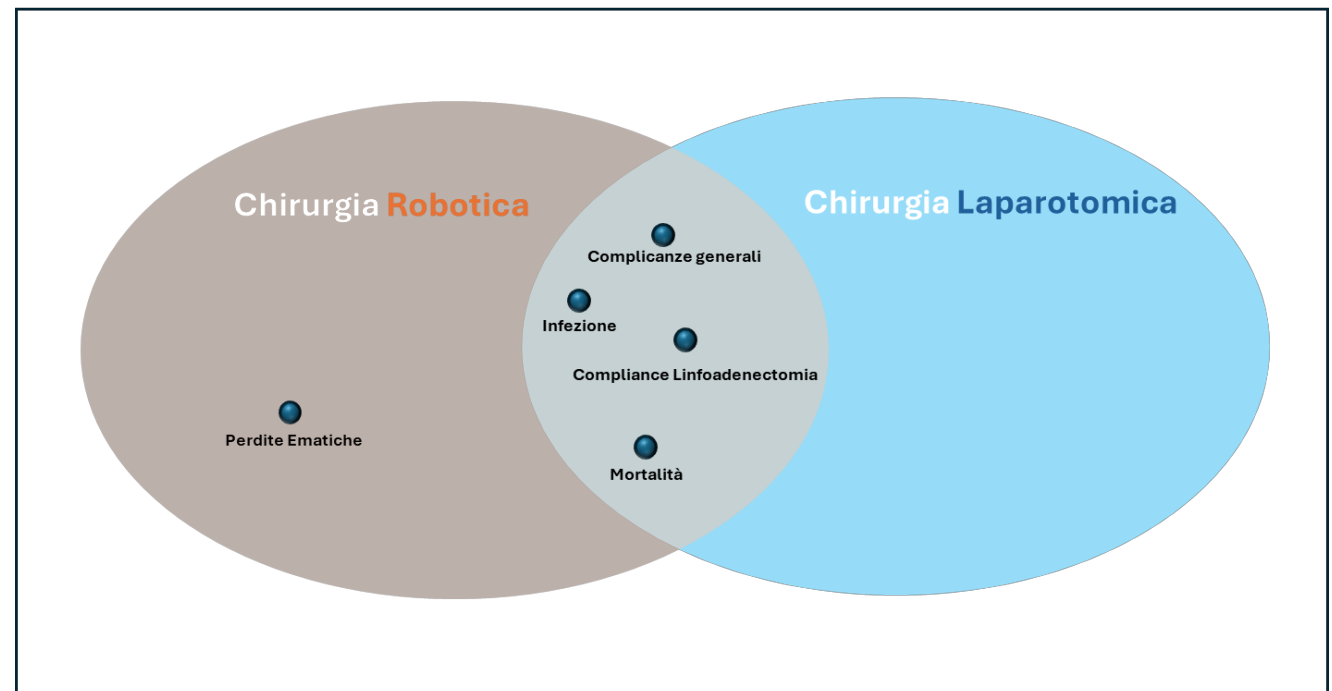 Chirurgia Robotica
Chirurgia Laparotomica
Complicanze generali
Infezione
Compliance Linfoadenectomia
Perdite Ematiche
Mortalità